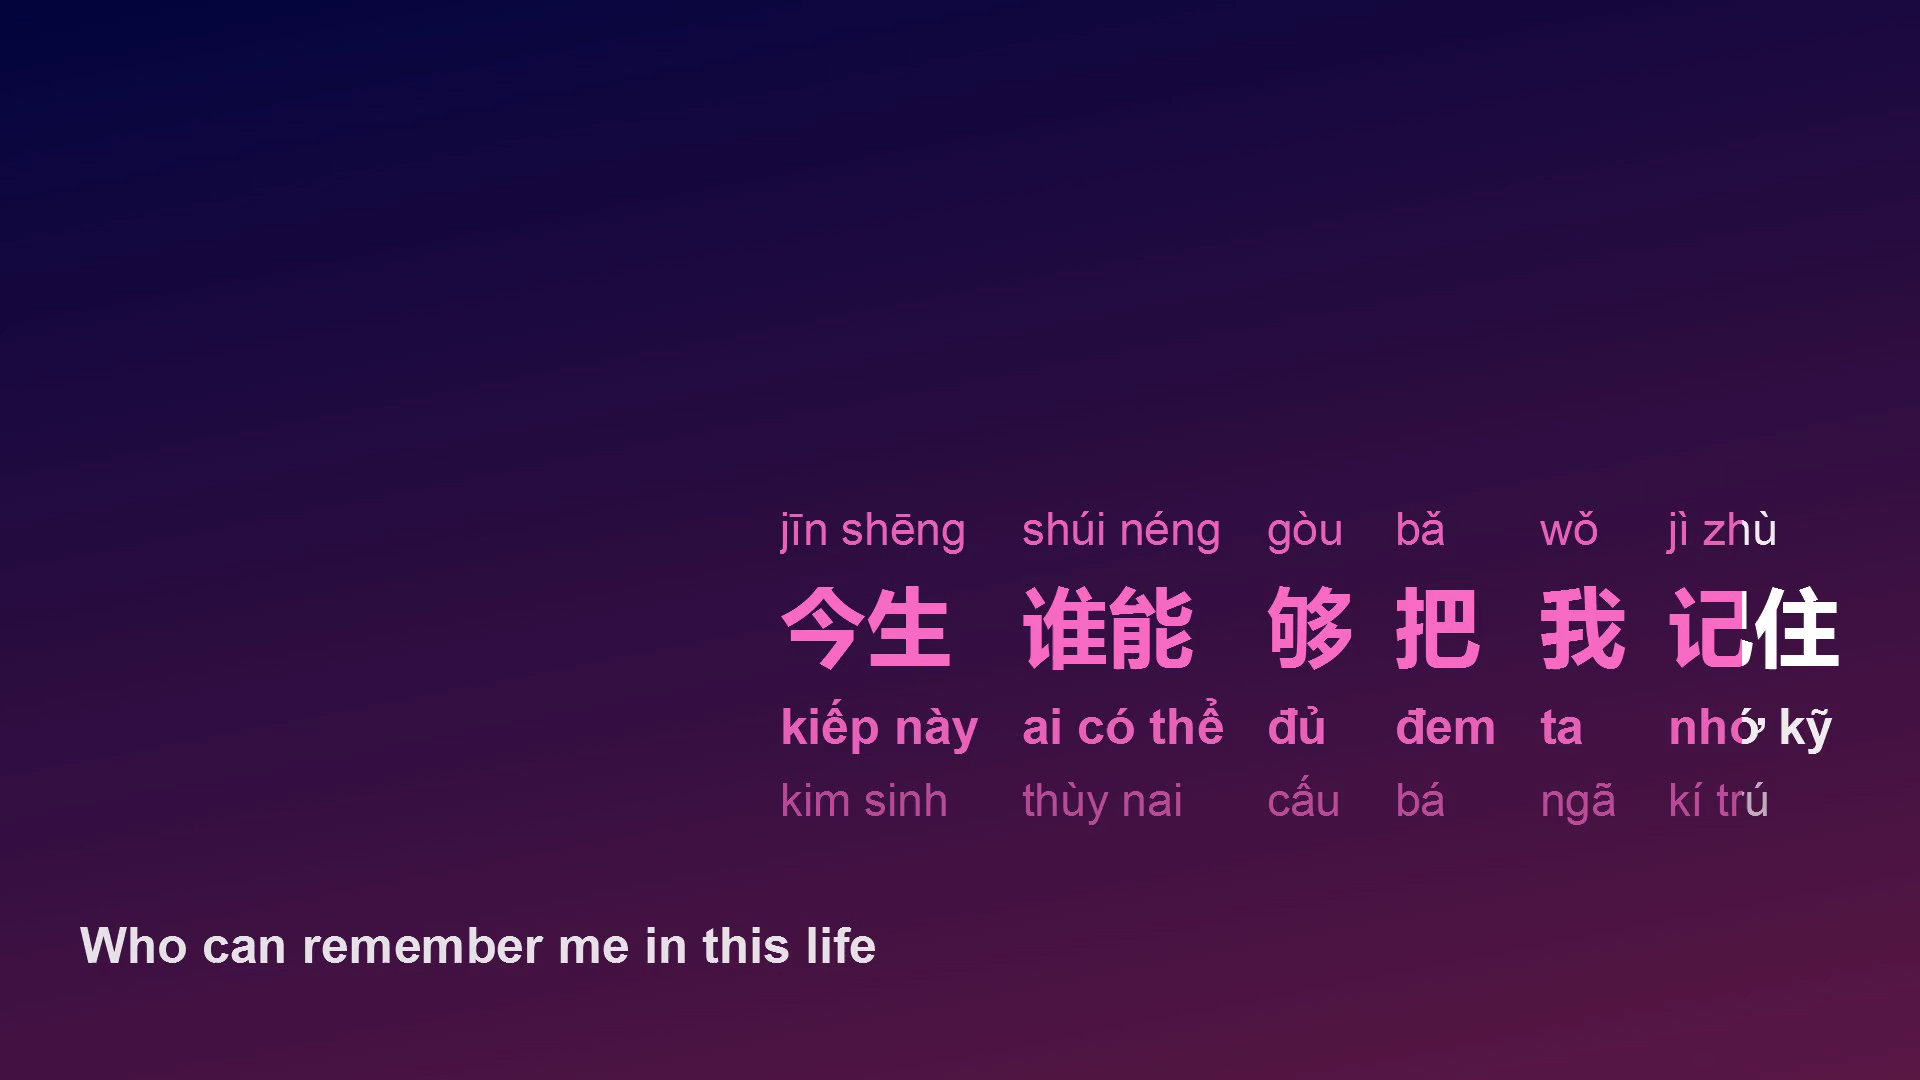 jīn shēng shúi néng gòu bǎ wǒ jì zhù
今生 谁能 够 把 我 记住
kiếp này ai có thể đủ đem ta nhớ kỹ
kim sinh thùy nai cấu bá ngã kí trú
Who can remember me in this life